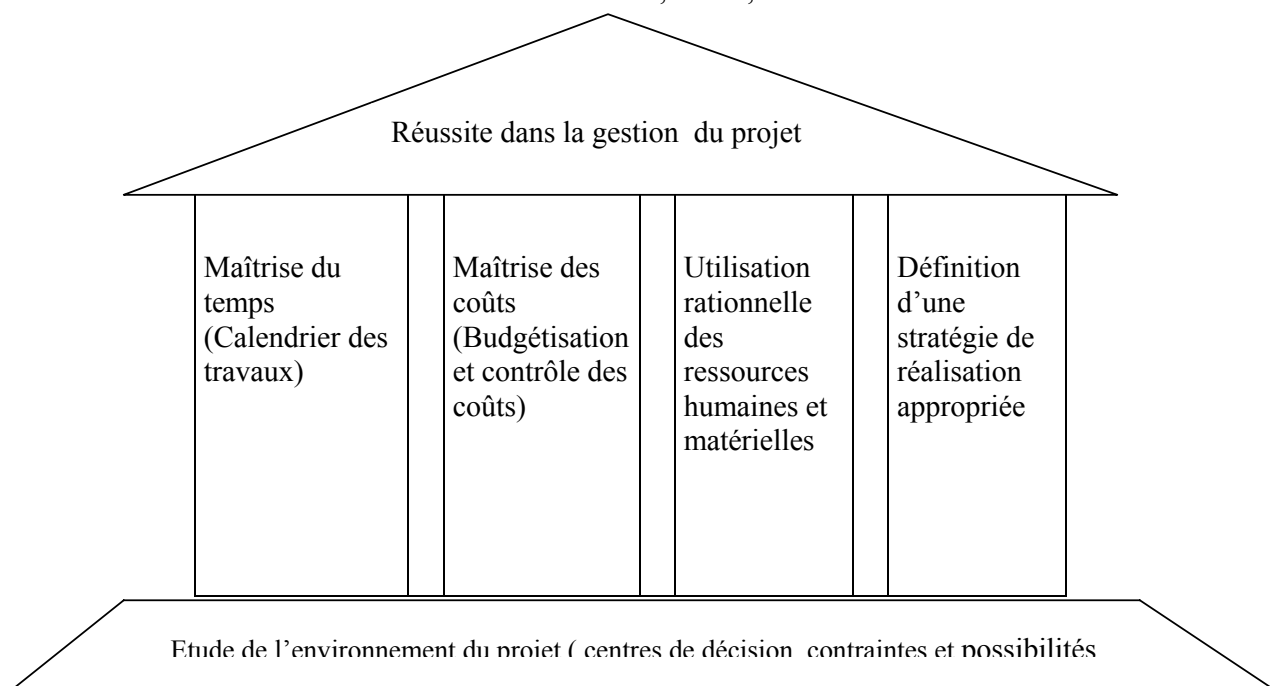 Réussite dans la gestion du projet
Maîtrise du
temps
(Calendrier des
travaux)
Maîtrise des
coûts
(Budgétisation
et contrôle des
coûts)
Utilisation
rationnelle
des
ressources
humaines et
matérielles
Définition
d’une
stratégie de
réalisation
appropriée
Etude de l’environnement du projet ( centres de décision contraintes et possibilités